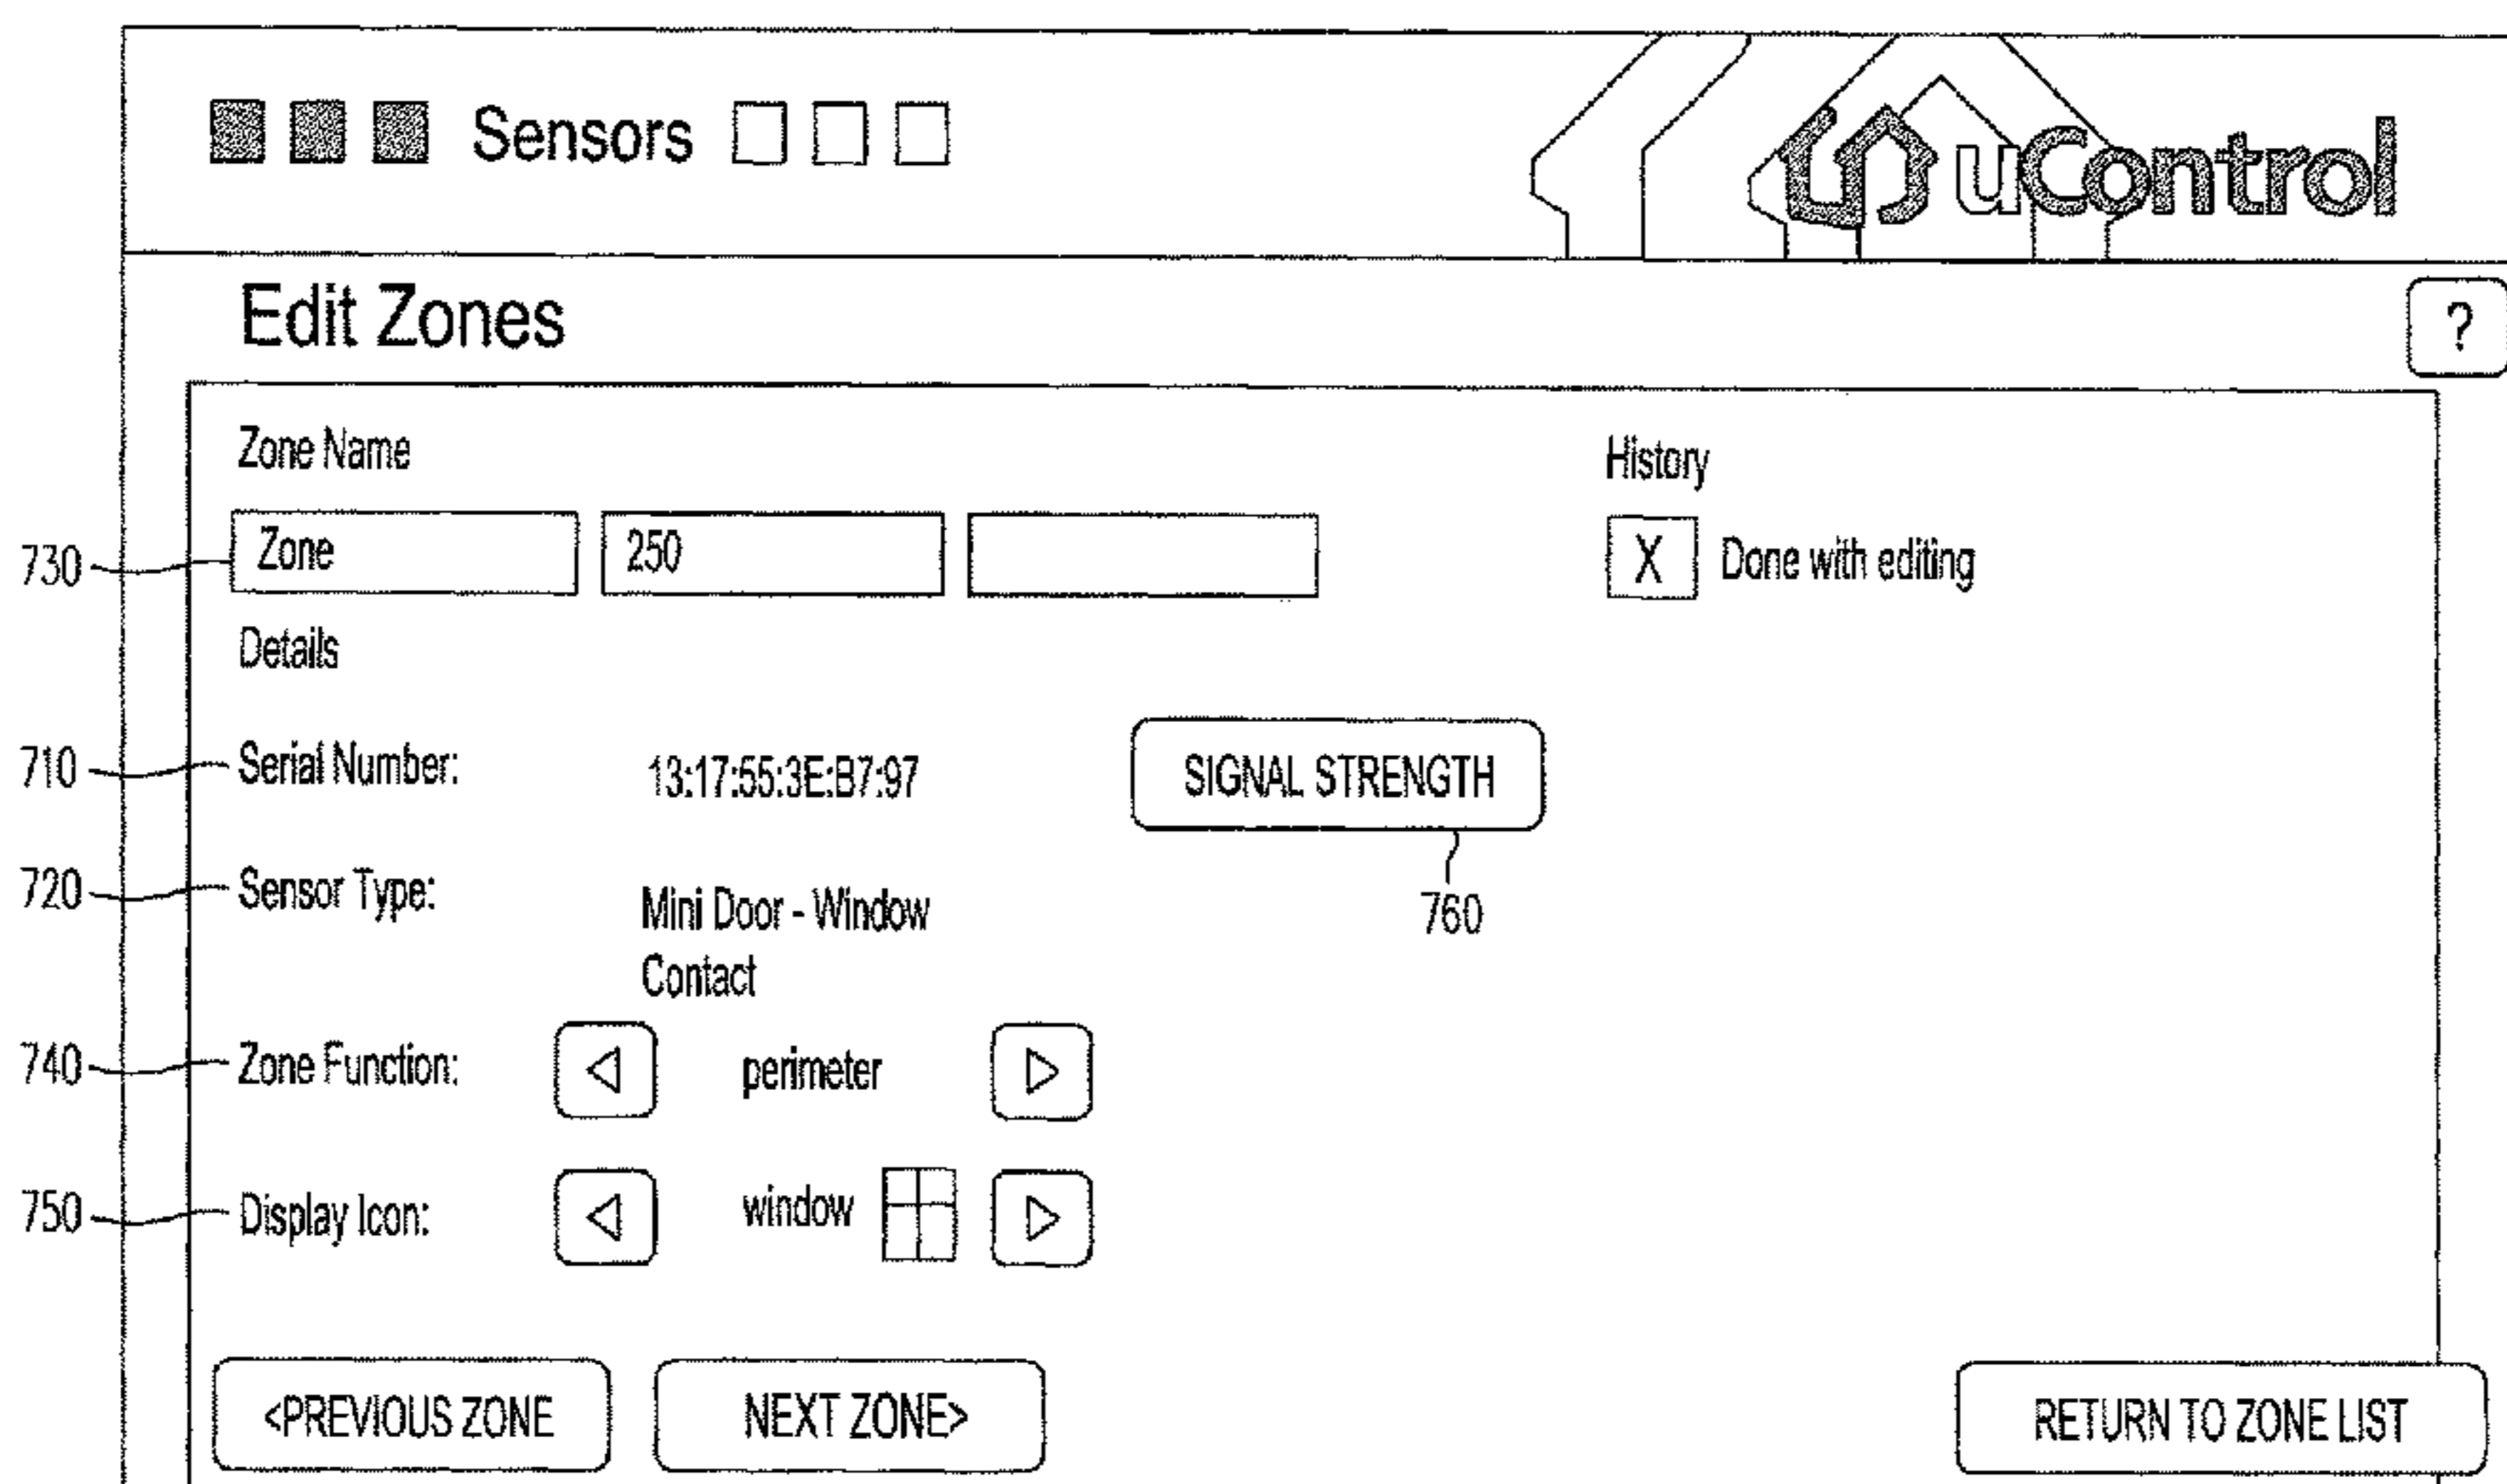 Sensors
uControl
Edit Zones
?
Zone Name
History
730
Zone
250
X
Done with editing
Details
710
Serial Number:
13:17:55:3E:B7:97
SIGNAL STRENGTH
720
Sensor Type:
Mini Door - Window
Contact
760
740
Zone Function:
perimeter
750
Display Icon:
window
<PREVIOUS ZONE
NEXT ZONE>
RETURN TO ZONE LIST